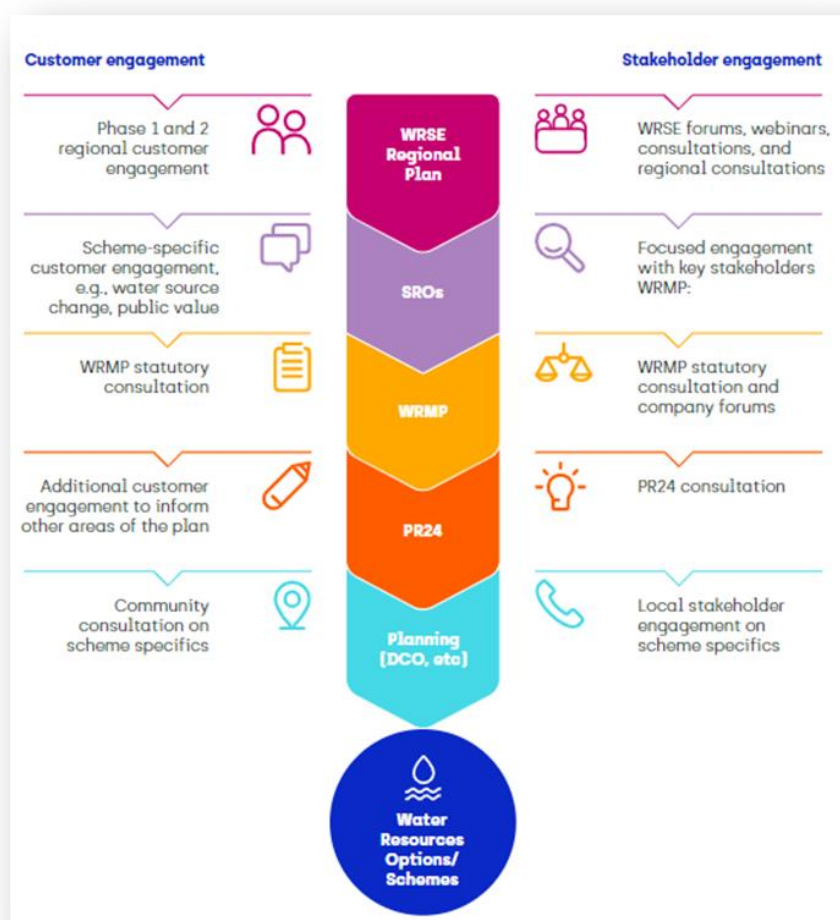 Customer engagement
Stakeholder engagement
Phase 1 and 2
regional customer
engagement
WRSE
Regional
Plan
WRSE forums, webinars,
consultations, and
regional consultations
Scheme-specific
customer engagement,
e.g., water source
change, public value
SROs
Focused engagement
with key stakeholders
WRMP:
WRMP statutory
consultation
WRMP
WRMP statutory
consultation and
company forums
Additional customer
engagement to inform
other areas of the plan
PR24
PR24 consultation
Community
consultation on
scheme specifics
Planning
(DCO, etc)
Local stakeholder
engagement on
scheme specifics
Water
Resources
Options/
Schemes